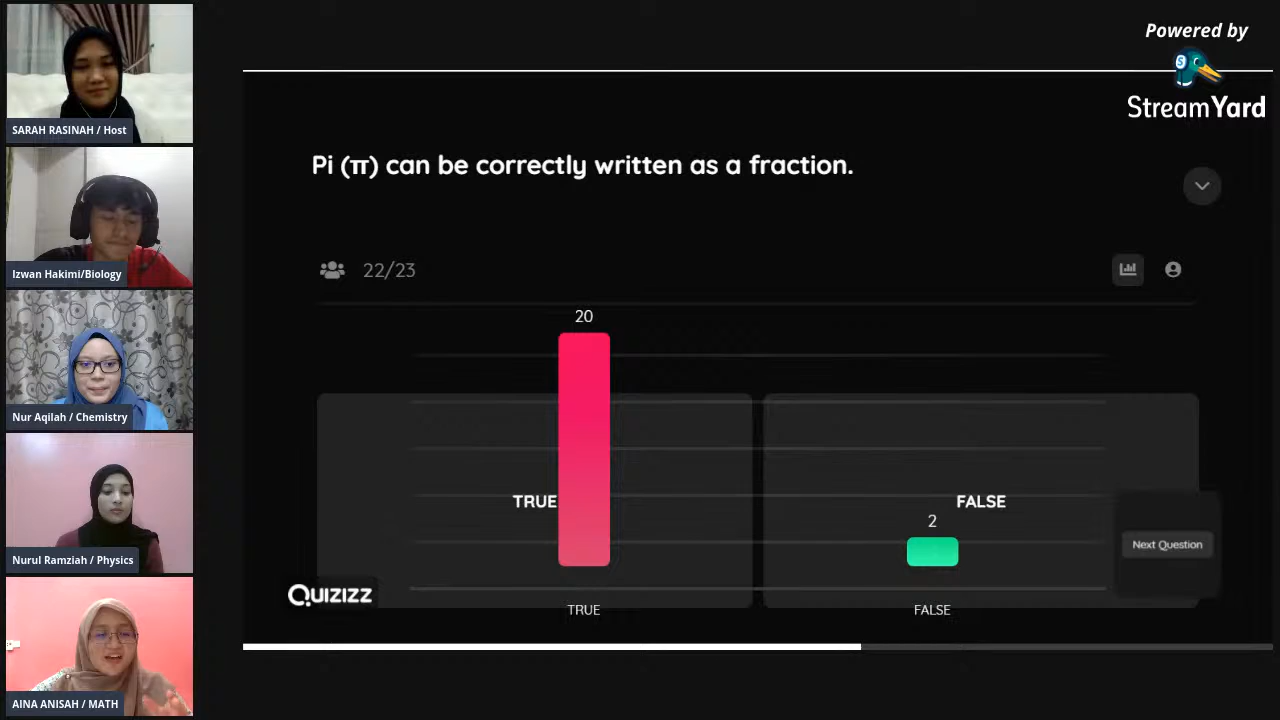 SARAH RASINAH / Host
Izwan Hakimi/Biology
Nur Aqilah / Chemistry
Nurul Ramziah / Physics
AINA ANISAH / MATH
Powered by
S
StreamYard
Pi (π) can be correctly written as a fraction.
22/23
20
TRUE
FALSE
2
Next Question
Quizizz
TRUE
FALSE